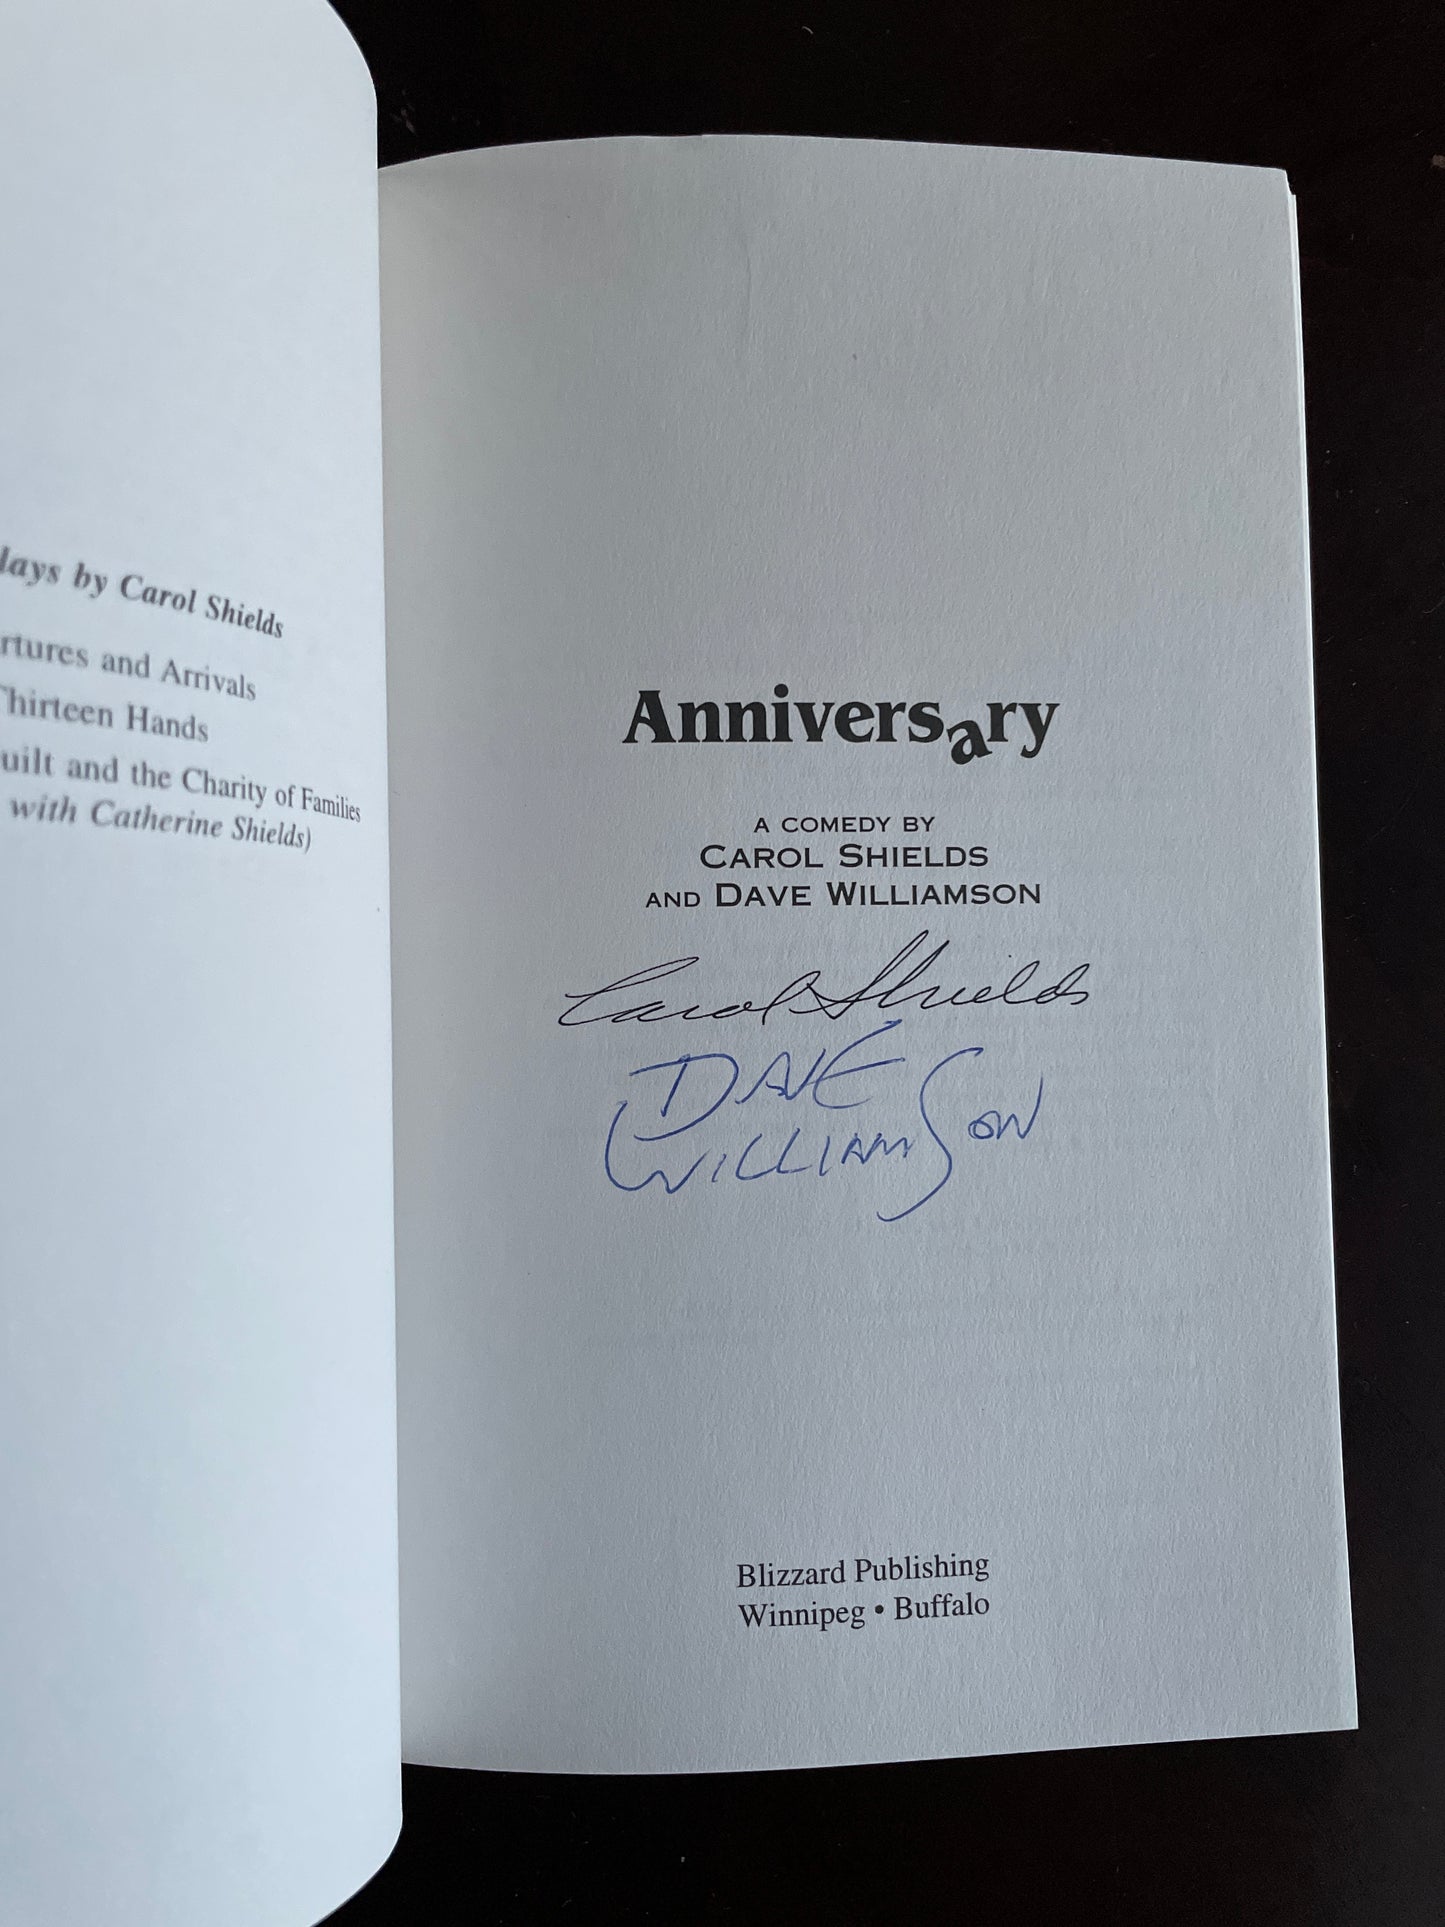 lays by Carol Shields
rtures and Arrivals
Thirteen Hands
uilt and the Charity of Families
with Catherine Shields)
Anniversary
A COMEDY BY
CAROL SHIELDS
AND DAVE WILLIAMSON
Carol Shields
DAVE
WILLIAMSON
Blizzard Publishing
Winnipeg • Buffalo